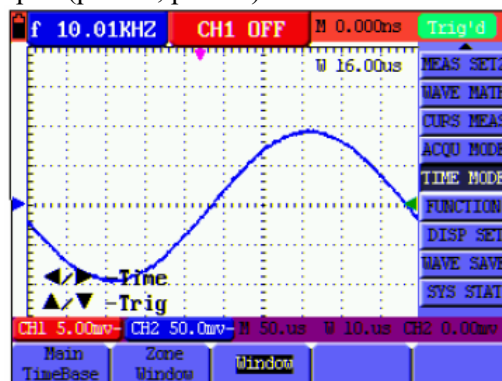 f 10.01KHZ CH1 OFF M 0.000ns Trig'd
W 16.00us
MEAS SET2
WAVE MATH
CURS MEAS
ACQU MODE
TIME MODE
FUNCTION
DISP SET
WAVE SAVE
SYS STAT
◀/▶ -Time
▲/▼ -Trig
CH1 5.00mv- CH2 50.0mv- M 50.us W 10.us CH2 0.00mv
Main TimeBase
Zone Window
Window